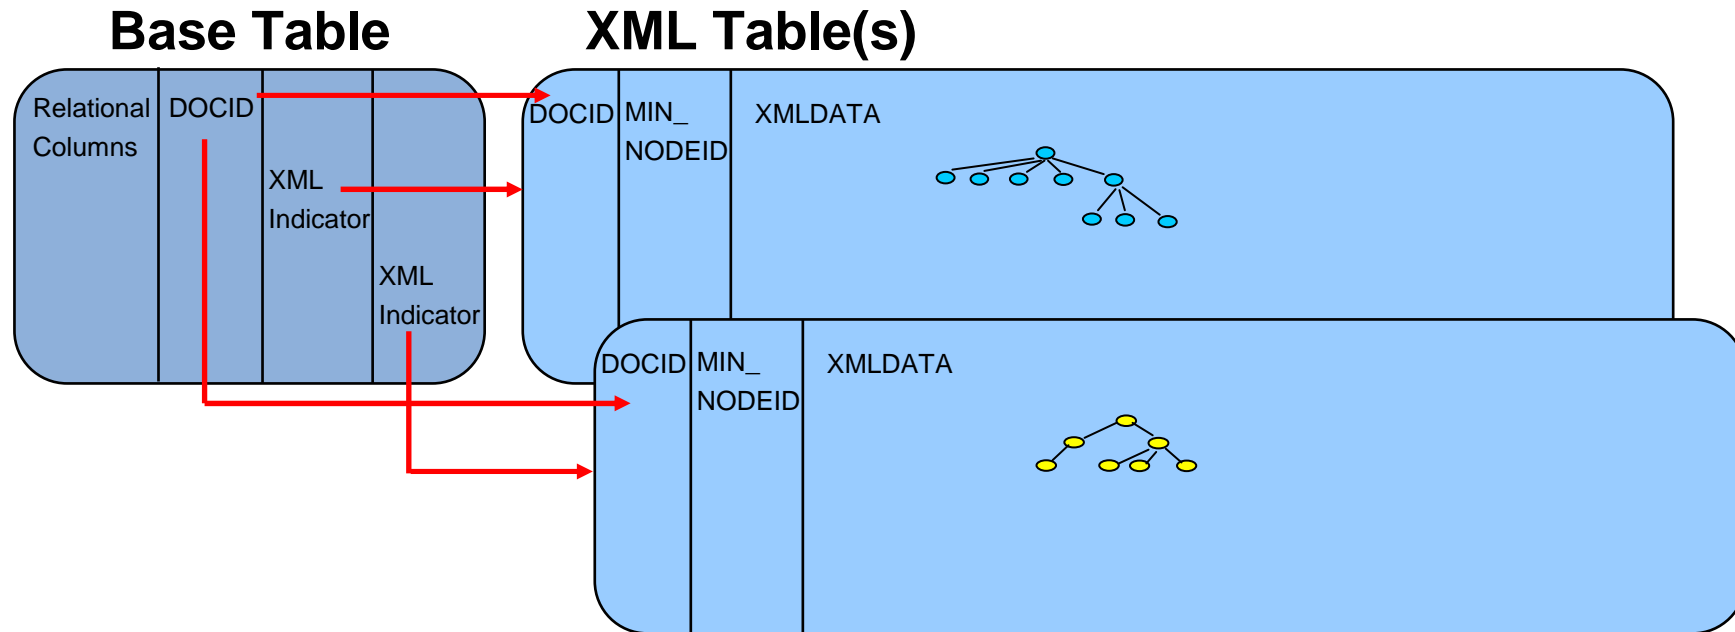 Base Table
XML Table(s)
Relational
Columns
DOCID
XML
Indicator
XML
Indicator
DOCID
MIN_
NODEID
XMLDATA
DOCID
MIN_
NODEID
XMLDATA